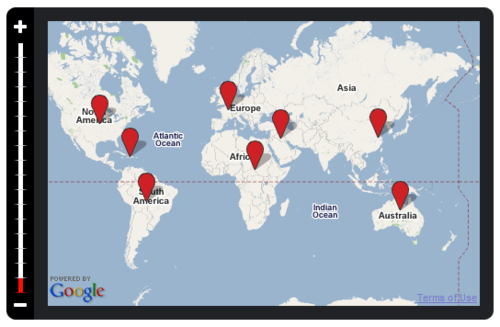 Asia
North
America
Europe
Atlantic
Ocean
Africa
South
America
Indian
Ocean
Australia
POWERED BY
Google
Terms of Use